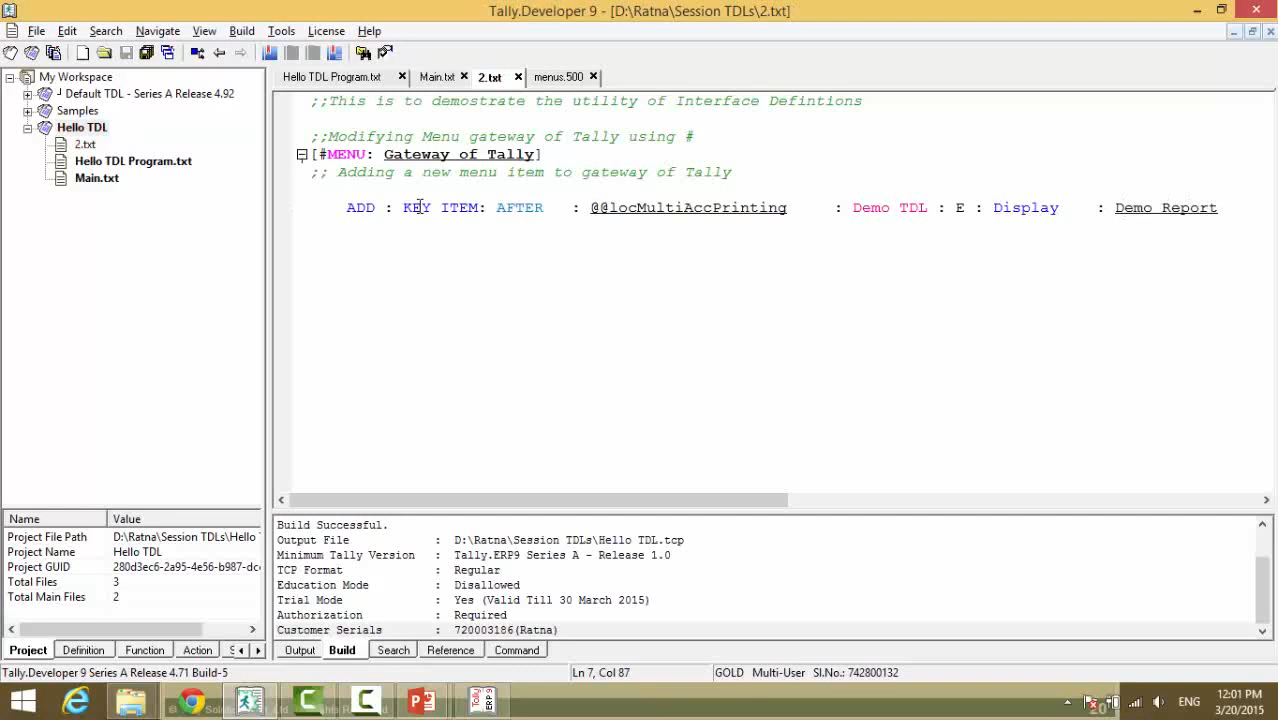 Tally.Developer 9 - [D:\Ratna\Session TDLs\2.txt]
File Edit Search Navigate View Build Tools License Help
My Workspace
Default TDL - Series A Release 4.92
Samples
Hello TDL
2.txt
Hello TDL Program.txt
Main.txt
Hello TDL Program.txt Main.txt 2.txt menus.500
;;This is to demostrate the utility of Interface Defintions
;;Modifying Menu gateway of Tally using #
[#MENU: Gateway of Tally]
;; Adding a new menu item to gateway of Tally
ADD : KEY ITEM: AFTER : @@locMultiAccPrinting : Demo TDL : E : Display : Demo Report
Name Value
Project File Path D:\Ratna\Session TDLs\Hello
Project Name Hello TDL
Project GUID 280d3ec6-2a95-4e56-b987-dc
Total Files 3
Total Main Files 2
Project Definition Function Action S
Build Successful.
Output File : D:\Ratna\Session TDLs\Hello TDL.tcp
Minimum Tally Version : Tally.ERP9 Series A - Release 1.0
TCP Format : Regular
Education Mode : Disallowed
Trial Mode : Yes (Valid Till 30 March 2015)
Authorization : Required
Customer Serials : 720003186(Ratna)
Output Build Search Reference Command
Tally.Developer 9 Series A Release 4.71 Build-5 Ln 7, Col 87 GOLD Multi-User Sl.No.: 742800132
Tally ERP 9
ENG
12:01 PM
3/20/2015